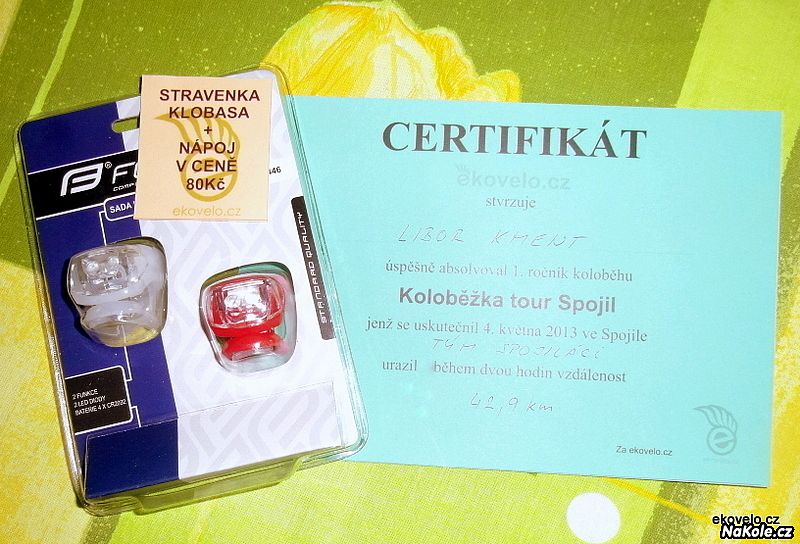 STRAVENKA
KLOBASA
+
NÁPOJ
V CENĚ
80Kč
ekovelo.cz
SADA
STANDARD QUALITY
2 FUNKCE
2 LED DIODY
BATERIE 4 X CR2032
CERTIFIKÁT
ekovelo.cz
stvrzuje
LIBOR KMENT
úspěšně absolvoval 1. ročník koloběhu
Koloběžka tour Spojil
jenž se uskutečnil 4. května 2013 ve Spojile
TÝM SPOJILÁCI
urazil během dvou hodin vzdálenost
42,9 km
Za ekovelo.cz
ekovelo.cz
NaKole.cz